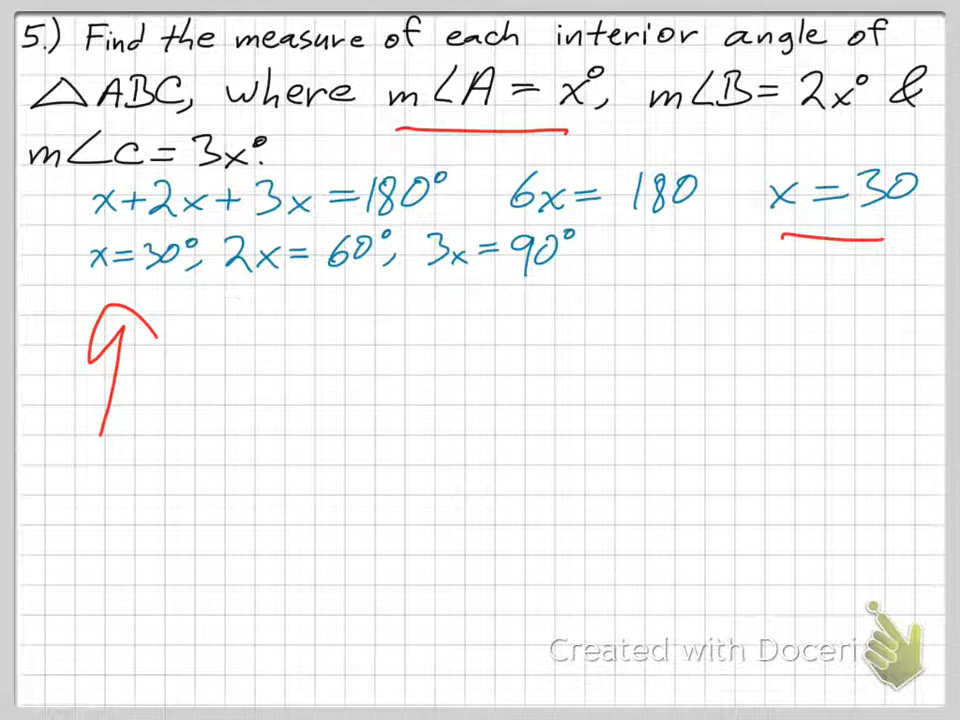 5.) Find the measure of each interior angle of
△ABC, where m∠A = x°, m∠B = 2x° &
m∠C = 3x°.
x+2x+3x =180° 6x = 180 x = 30
x=30°, 2x = 60°, 3x = 90°
Created with Doceri